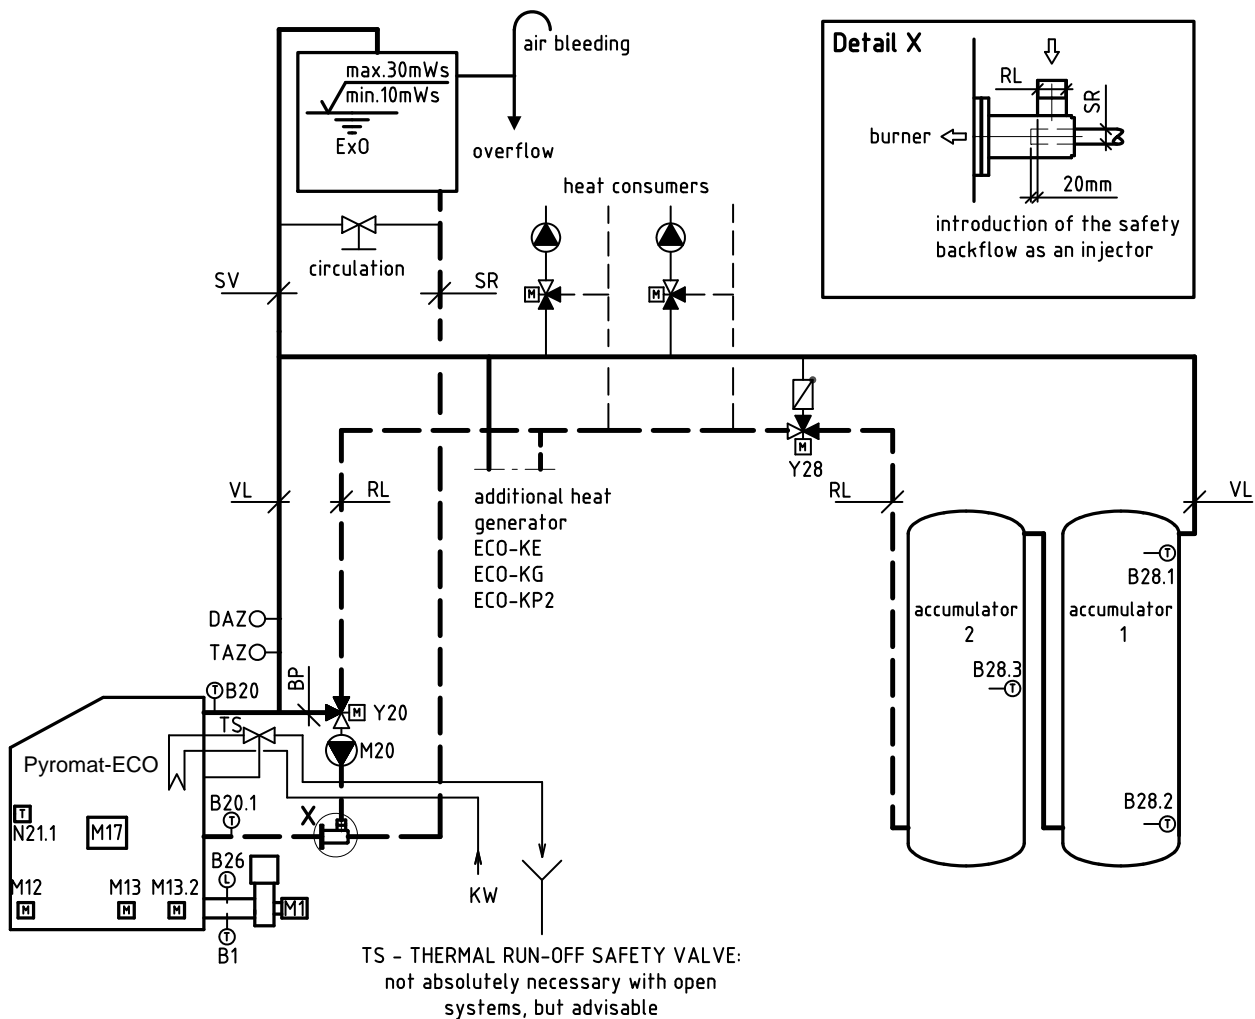 air bleeding
max.30mWs
min.10mWs
ExO
overflow
heat consumers
circulation
SV
SR
M
M
Detail X
RL
SR
burner
20mm
introduction of the safety
backflow as an injector
M
Y28
VL
RL
RL
VL
additional heat
generator
ECO-KE
ECO-KG
ECO-KP2
DAZ
TAZ
T
B28.1
accumulator
2
accumulator
1
B28.3
T
B28.2
T
BP
T
B20
M
Y20
TS
M20
Pyromat-ECO
B20.1
T
X
M
T
N21.1
M17
B26
L
M12
M
M13
M
M13.2
M
M1
T
B1
KW
TS - THERMAL RUN-OFF SAFETY VALVE:
not absolutely necessary with open
systems, but advisable